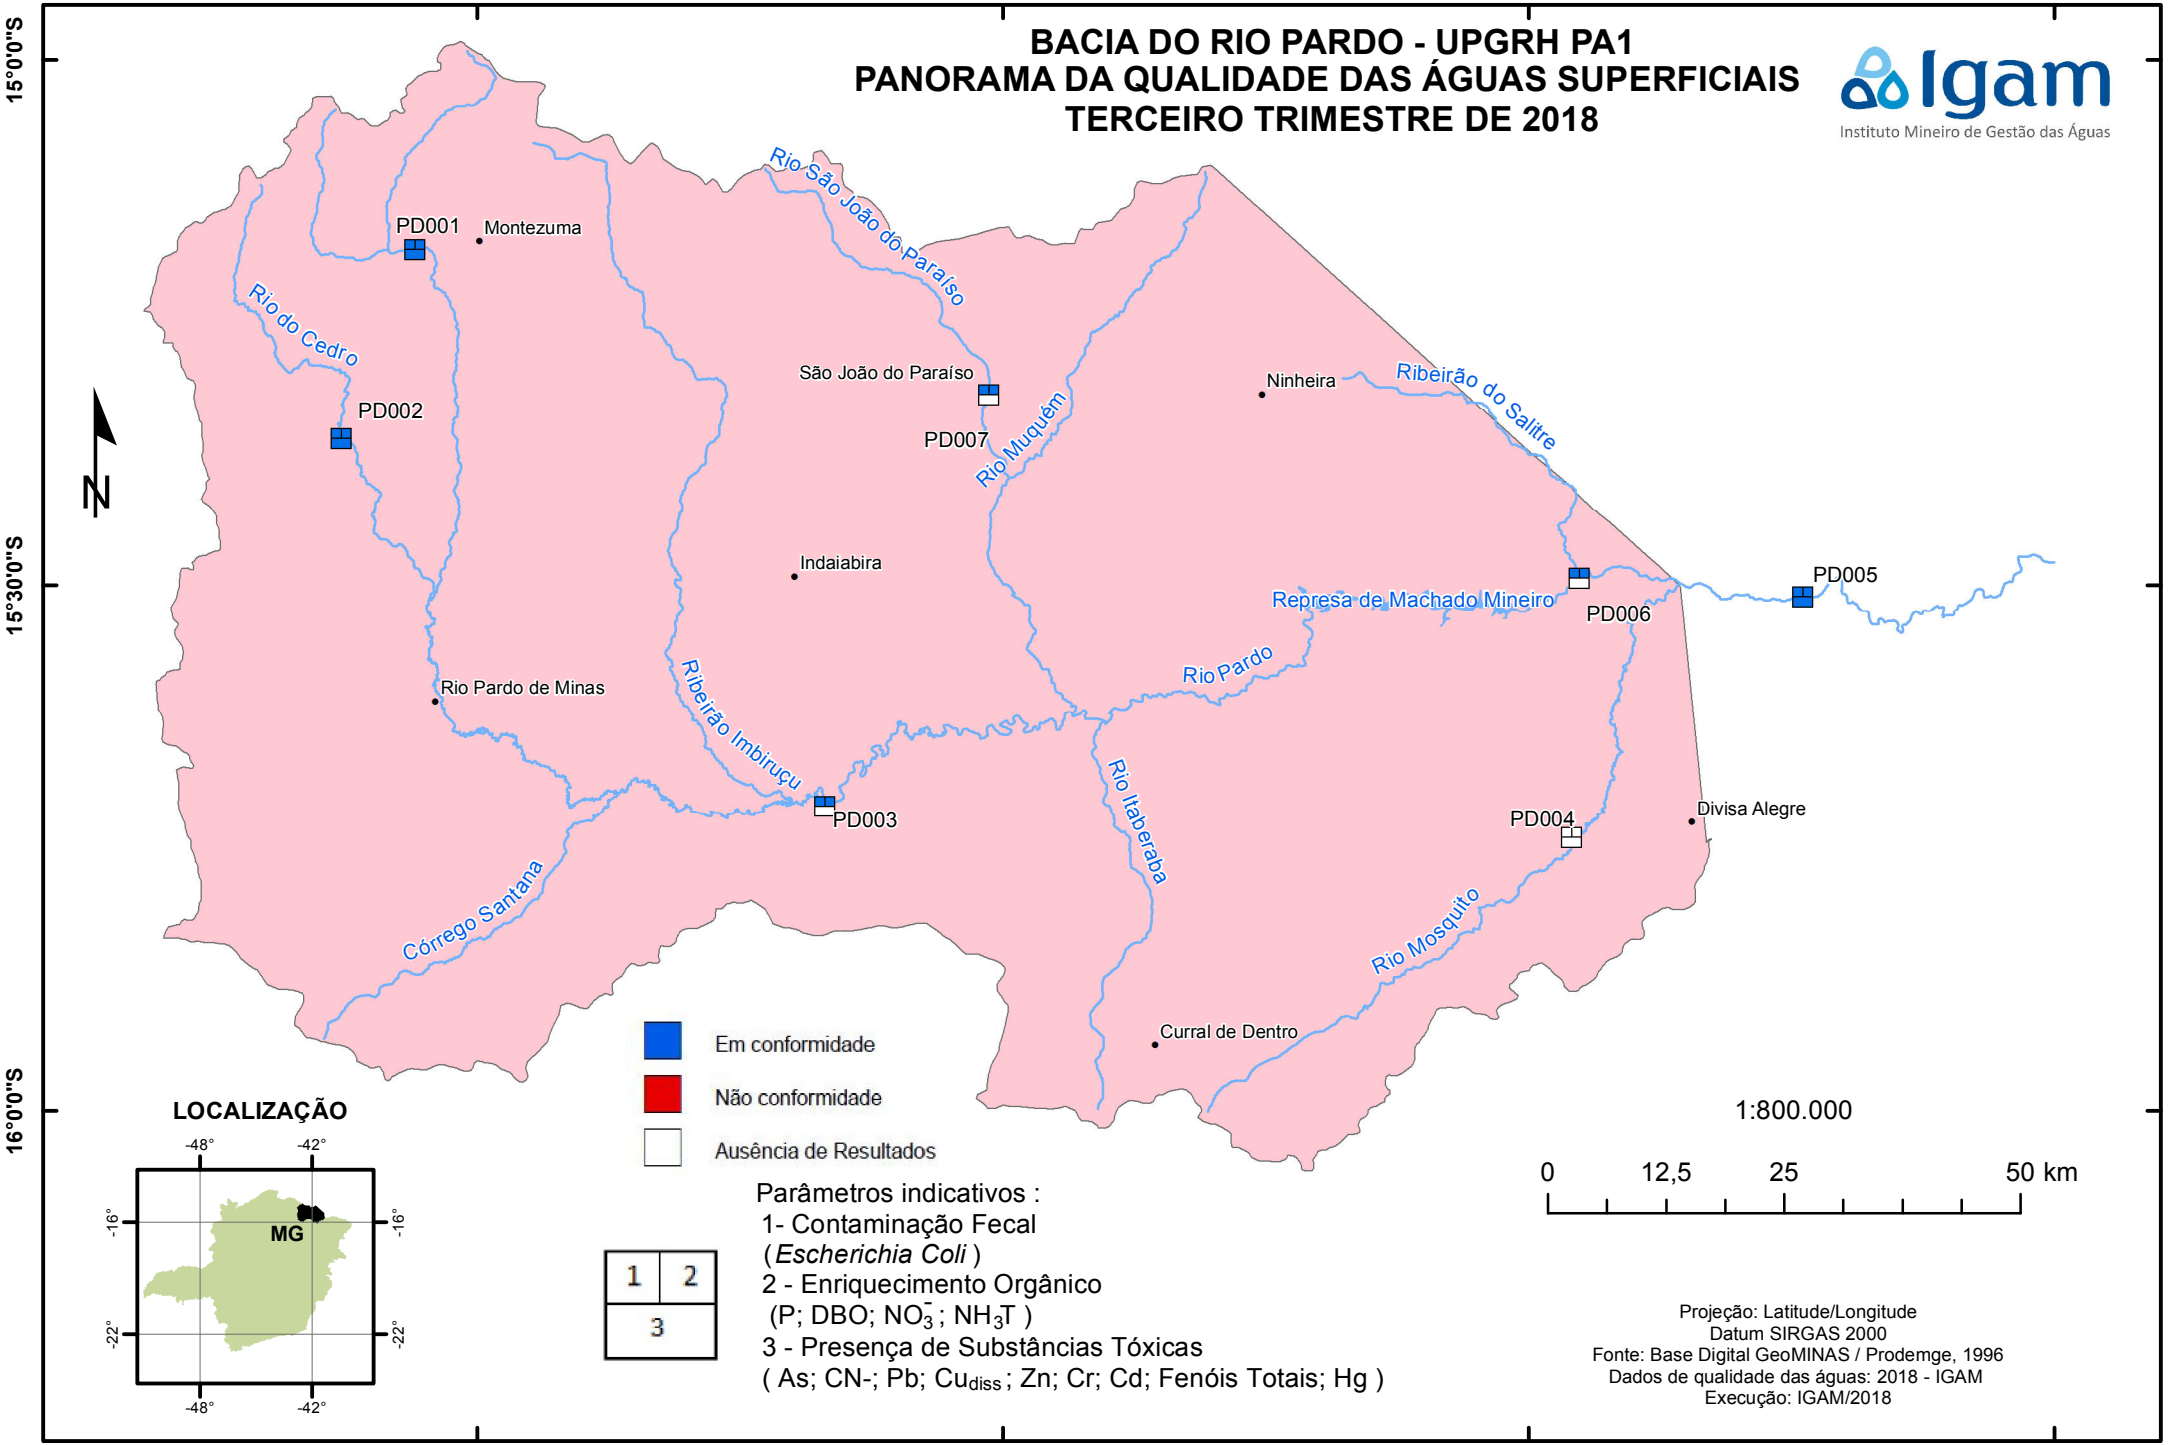 BACIA DO RIO PARDO - UPGRH PA1
PANORAMA DA QUALIDADE DAS ÁGUAS SUPERFICIAIS
TERCEIRO TRIMESTRE DE 2018
Igam
Instituto Mineiro de Gestão das Águas
15°0'0"S
15°30'0"S
16°0'0"S
N
PD001
Montezuma
Rio São João do Paraíso
Rio do Cedro
PD002
São João do Paraíso
PD007
Rio Muquém
Ninheira
Ribeirão do Salitre
Indaiabira
PD005
Represa de Machado Mineiro
PD006
Rio Pardo
Rio Pardo de Minas
Ribeirão Imbiruçu
PD003
Rio Itaberaba
PD004
Divisa Alegre
Córrego Santana
Rio Mosquito
Curral de Dentro
Em conformidade
Não conformidade
Ausência de Resultados
LOCALIZAÇÃO
-48° -42°
-16° -16°
MG
-22° -22°
-48° -42°
1 2
3
Parâmetros indicativos :
1- Contaminação Fecal
(Escherichia Coli )
2 - Enriquecimento Orgânico
(P; DBO; NO₃⁻; NH₃T )
3 - Presença de Substâncias Tóxicas
( As; CN-; Pb; Cudiss; Zn; Cr; Cd; Fenóis Totais; Hg )
1:800.000
0 12,5 25 50 km
Projeção: Latitude/Longitude
Datum SIRGAS 2000
Fonte: Base Digital GeoMINAS / Prodemge, 1996
Dados de qualidade das águas: 2018 - IGAM
Execução: IGAM/2018